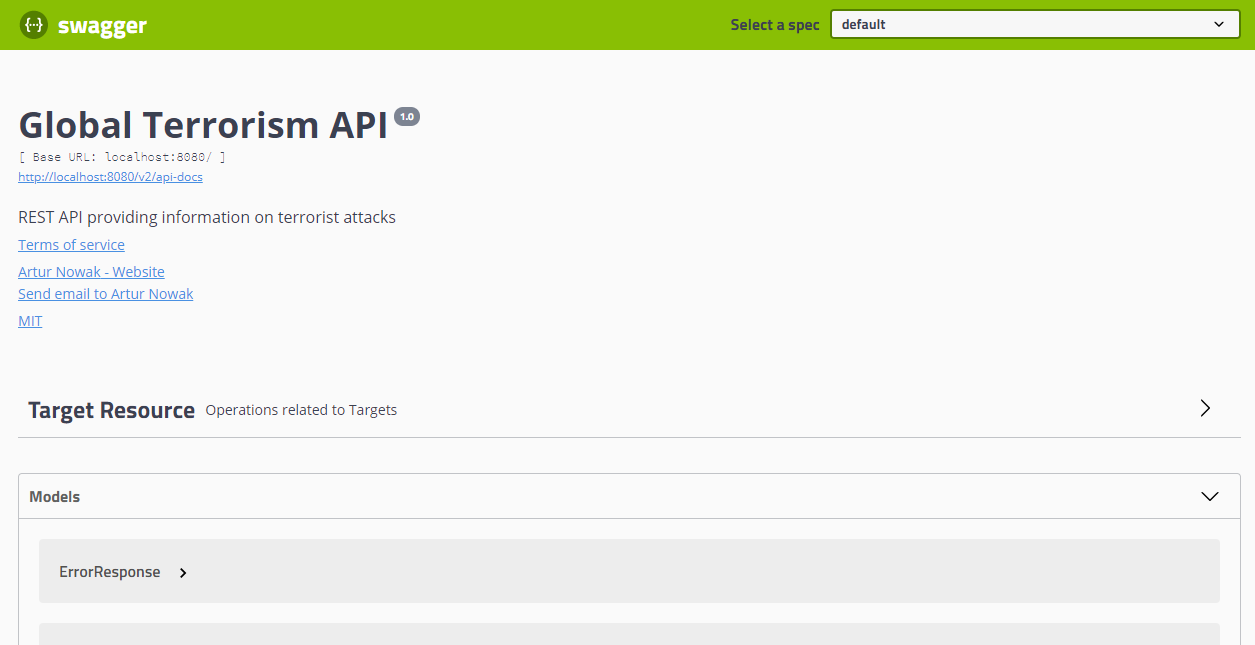 {···} swagger
Select a spec default
Global Terrorism API 1.0
[ Base URL: localhost:8080/ ]
http://localhost:8080/v2/api-docs
REST API providing information on terrorist attacks
Terms of service
Artur Nowak - Website
Send email to Artur Nowak
MIT
Target Resource Operations related to Targets
Models
ErrorResponse